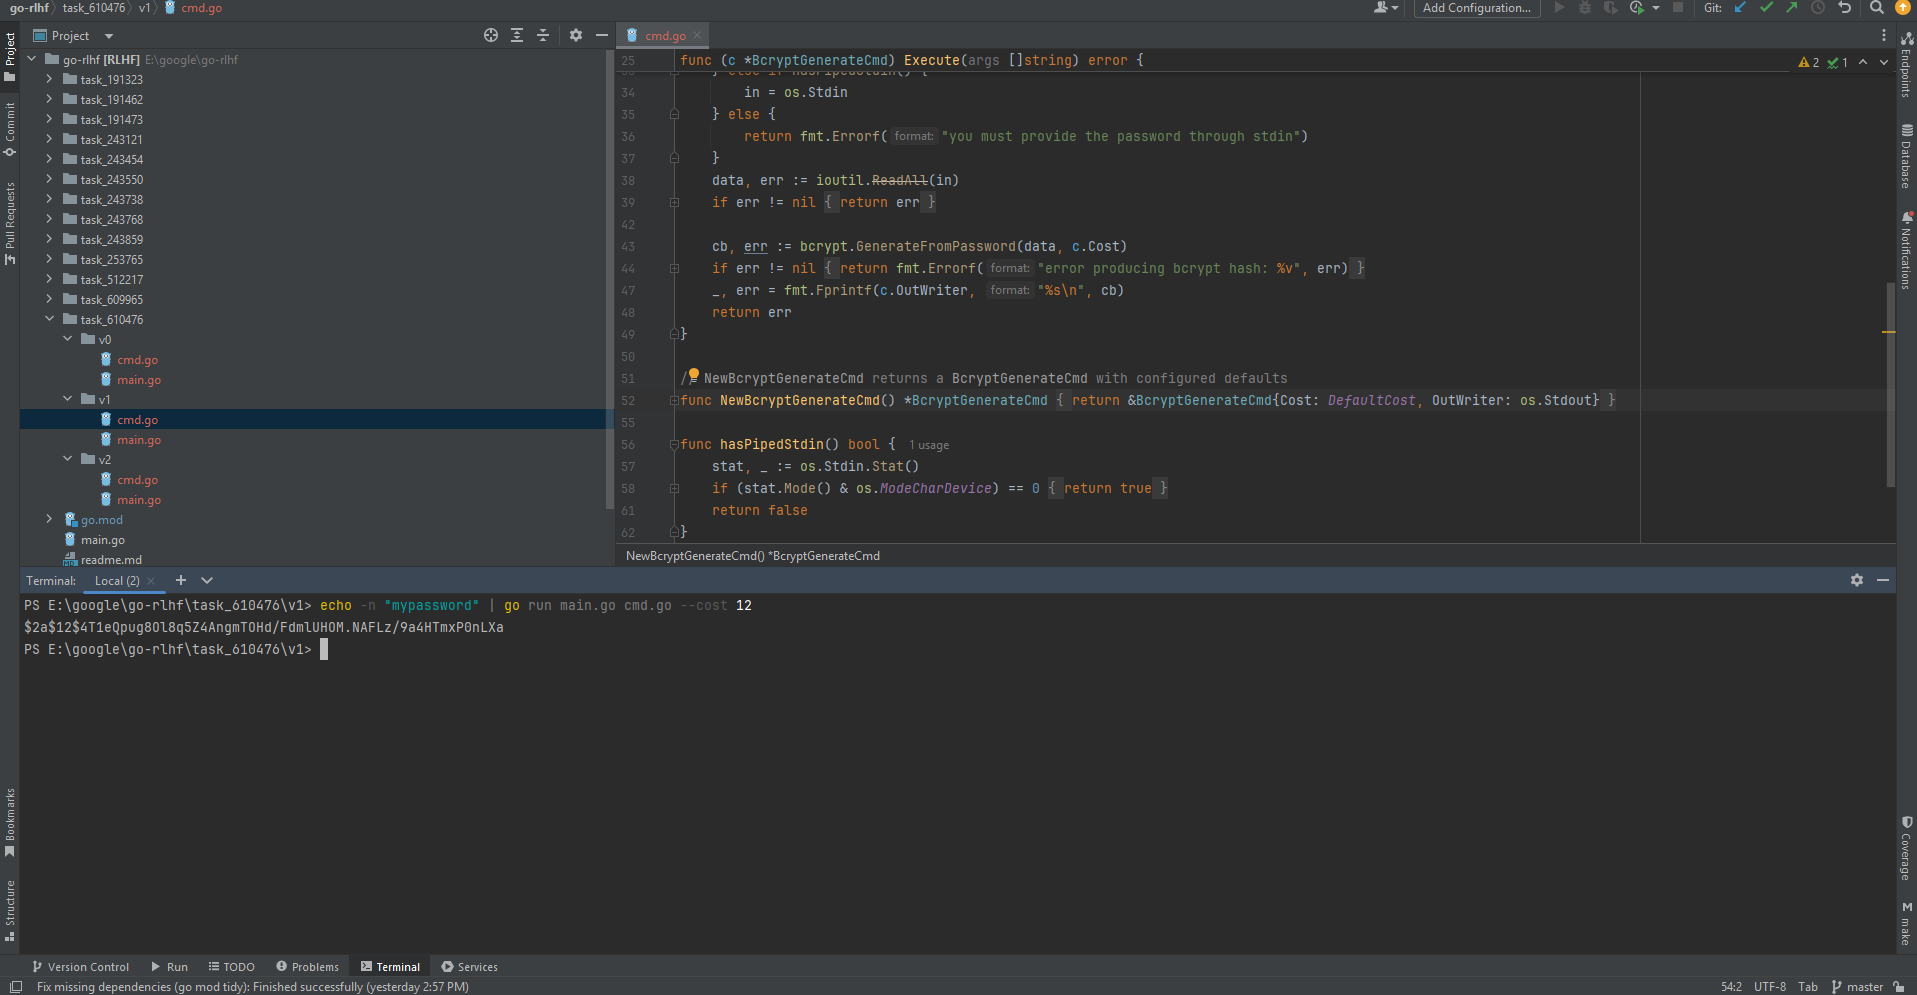 go-rlhf task_610476 v1 cmd.go
Add Configuration...
Git:
Project
cmd.go
Project
Commit
Pull Requests
Bookmarks
Structure
go-rlhf [RLHF] E:\google\go-rlhf
task_191323
task_191462
task_191473
task_243121
task_243454
task_243550
task_243738
task_243768
task_243859
task_253765
task_512217
task_609965
task_610476
v0
cmd.go
main.go
v1
cmd.go
main.go
v2
cmd.go
main.go
go.mod
main.go
readme.md
25 func (c *BcryptGenerateCmd) Execute(args []string) error {
2 1
33 } else if hasPipedStdin() {
34 in = os.Stdin
35 } else {
36 return fmt.Errorf( format: "you must provide the password through stdin")
37 }
38 data, err := ioutil.ReadAll(in)
39 if err != nil { return err }
42
43 cb, err := bcrypt.GenerateFromPassword(data, c.Cost)
44 if err != nil { return fmt.Errorf( format: "error producing bcrypt hash: %v", err) }
47 _, err = fmt.Fprintf(c.OutWriter, format: "%s\n", cb)
48 return err
49 }
50
51 // NewBcryptGenerateCmd returns a BcryptGenerateCmd with configured defaults
52 func NewBcryptGenerateCmd() *BcryptGenerateCmd { return &BcryptGenerateCmd{Cost: DefaultCost, OutWriter: os.Stdout} }
55
56 func hasPipedStdin() bool { 1 usage
57 stat, _ := os.Stdin.Stat()
58 if (stat.Mode() & os.ModeCharDevice) == 0 { return true }
61 return false
62 }
NewBcryptGenerateCmd() *BcryptGenerateCmd
Endpoints
Database
Notifications
Coverage
make
Terminal: Local (2)
PS E:\google\go-rlhf\task_610476\v1> echo -n "mypassword" | go run main.go cmd.go --cost 12
$2a$12$4T1eQpug8Ol8q5Z4AngmTOHd/FdmlUHOM.NAFLz/9a4HTmxP0nLXa
PS E:\google\go-rlhf\task_610476\v1>
Version Control Run TODO Problems Terminal Services
Fix missing dependencies (go mod tidy): Finished successfully (yesterday 2:57 PM)
54:2 UTF-8 Tab master